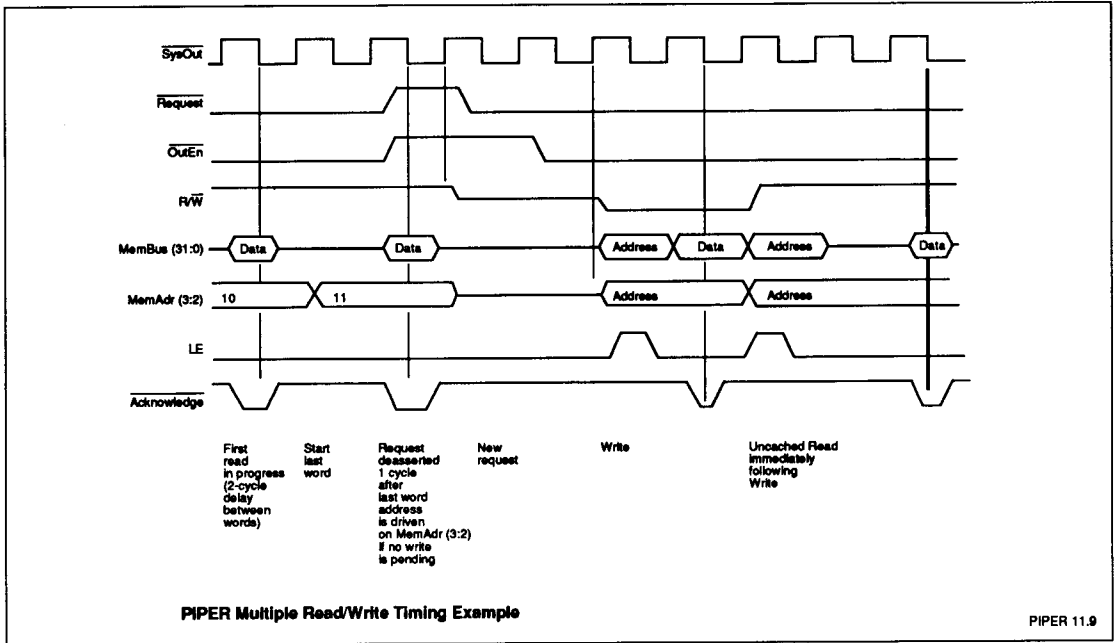 SysOut
Request
OutEn
R/W
MemBus (31:0)
Data
Data
Address
Data
Address
Data
MemAdr (3:2)
10
11
Address
Address
LE
Acknowledge
First
read
in progress
(2-cycle
delay
between
words)
Start
last
word
Request
deasserted
1 cycle
after
last word
address
is driven
on MemAdr (3:2)
if no write
is pending
New
request
Write
Uncached Read
immediately
following
Write
PIPER Multiple Read/Write Timing Example
PIPER 11.9